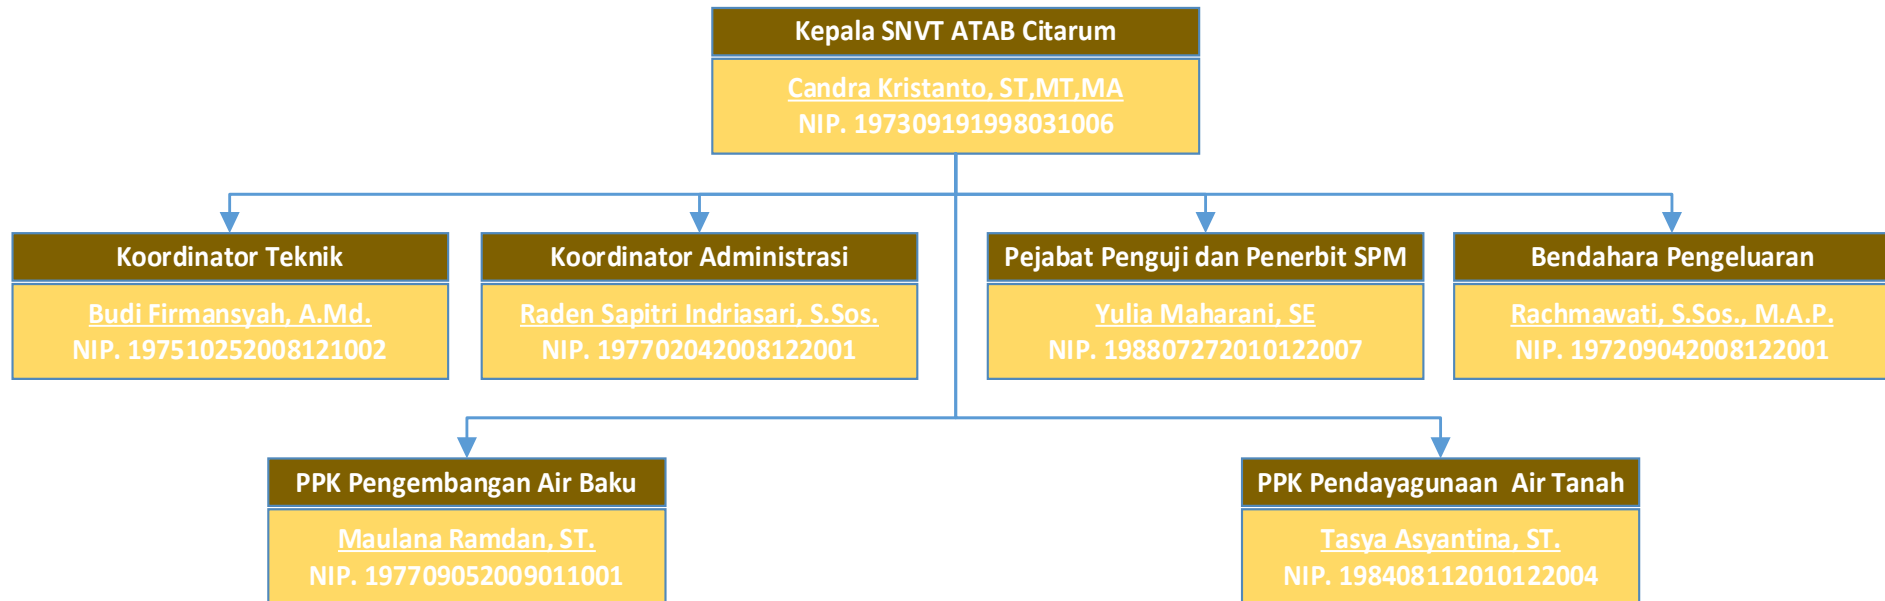 Kepala SNVT ATAB Citarum
Candra Kristanto, ST,MT,MA
NIP. 197309191998031006
Koordinator Teknik
Budi Firmansyah, A.Md.
NIP. 197510252008121002
Koordinator Administrasi
Raden Sapitri Indriasari, S.Sos.
NIP. 197702042008122001
Pejabat Penguji dan Penerbit SPM
Yulia Maharani, SE
NIP. 198807272010122007
Bendahara Pengeluaran
Rachmawati, S.Sos., M.A.P.
NIP. 197209042008122001
PPK Pengembangan Air Baku
Maulana Ramdan, ST.
NIP. 197709052009011001
PPK Pendayagunaan  Air Tanah
Tasya Asyantina, ST.
NIP. 198408112010122004